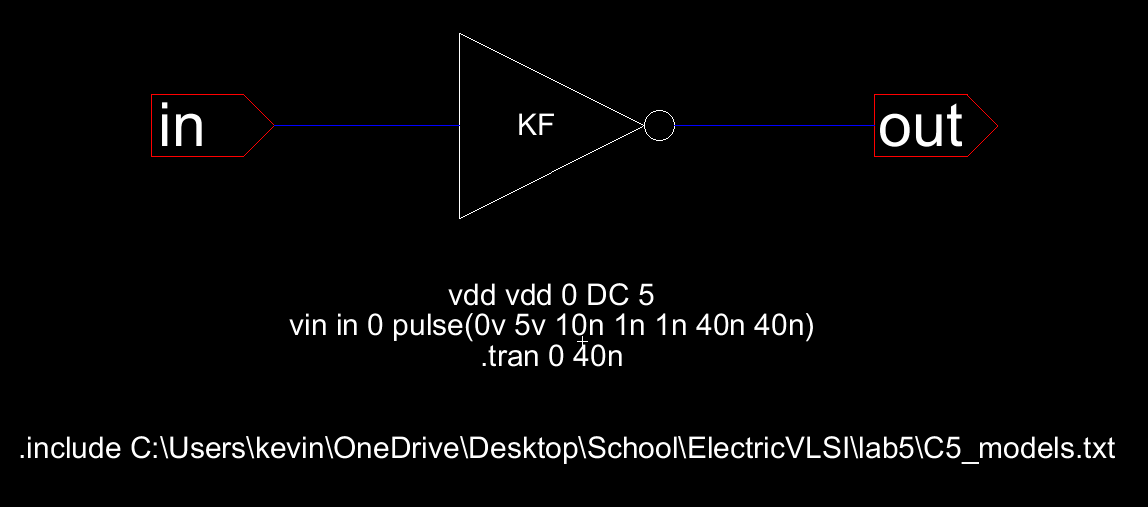 in
KF
out
vdd vdd 0 DC 5
vin in 0 pulse(0v 5v 10n 1n 1n 40n 40n)
.tran 0 40n
.include C:\Users\kevin\OneDrive\Desktop\School\ElectricVLSI\lab5\C5_models.txt